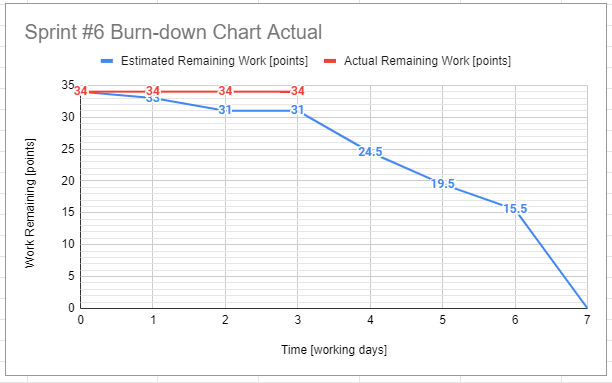 Sprint #6 Burn-down Chart Actual
Estimated Remaining Work [points] Actual Remaining Work [points]
Work Remaining [points]
35
30
25
20
15
10
5
0
34 34 34 34
33 31 31 24.5 19.5 15.5
0 1 2 3 4 5 6 7
Time [working days]